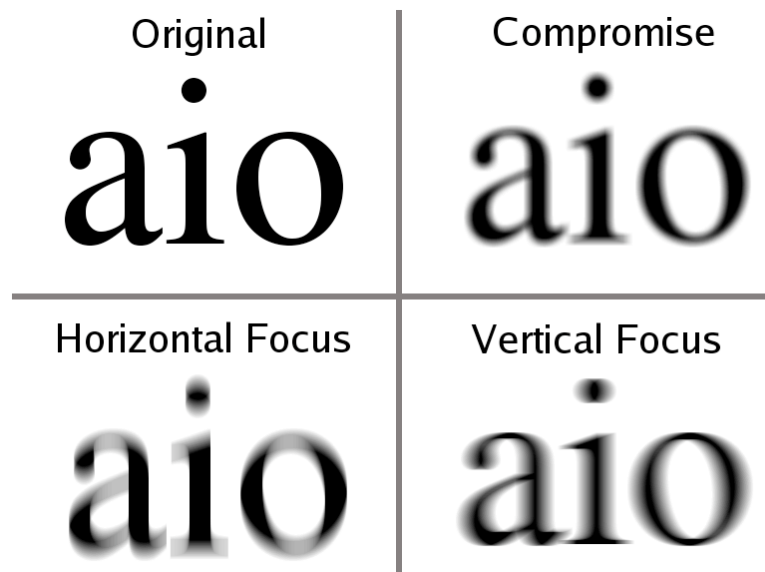 Original
aio
Compromise
aio
Horizontal Focus
aio
Vertical Focus
aio